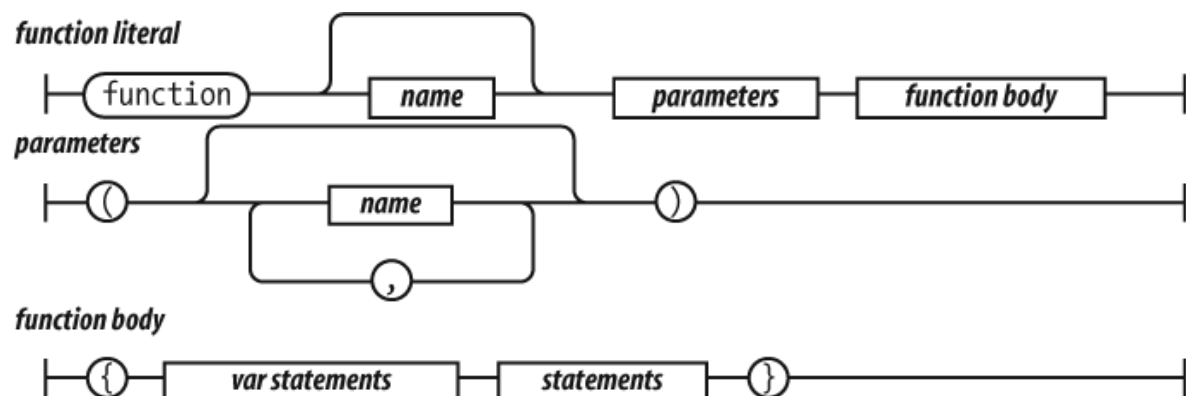 function literal
function name parameters function body
parameters
( name )
,
function body
{ var statements statements }